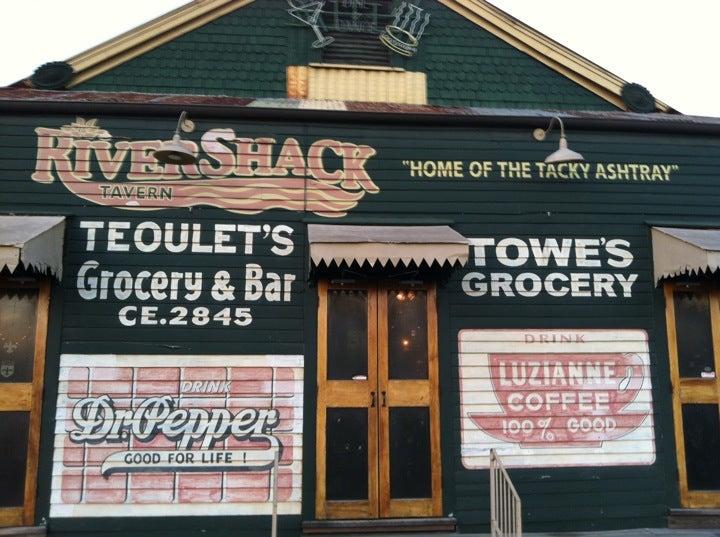 RIVERSHACK
TAVERN
"HOME OF THE TACKY ASHTRAY"
TEOULET'S
Grocery & Bar
CE.2845
TOWE'S
GROCERY
DRINK
Dr.Pepper
GOOD FOR LIFE !
DRINK
LUZIANNE
COFFEE
100% GOOD